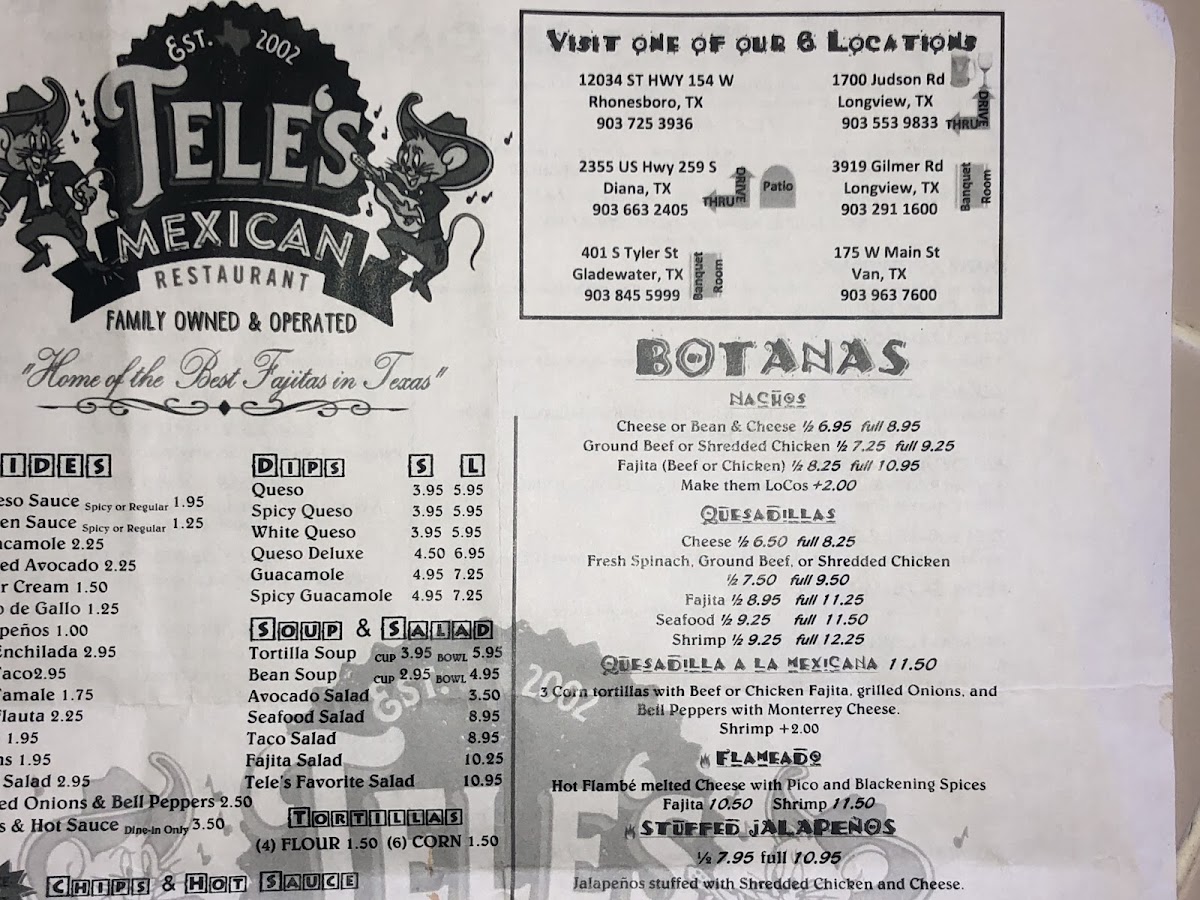 EST. 2002
TELE'S
MEXICAN
RESTAURANT
FAMILY OWNED & OPERATED
"Home of the Best Fajitas in Texas"
VISIT ONE OF OUR 6 LOCATIONS
12034 ST HWY 154 W
Rhonesboro, TX
903 725 3936
1700 Judson Rd
Longview, TX
903 553 9833
DRIVE
THRU
2355 US Hwy 259 S
Diana, TX
903 663 2405
DRIVE
THRU
Patio
3919 Gilmer Rd
Longview, TX
903 291 1600
Banquet
Room
401 S Tyler St
Gladewater, TX
903 845 5999
Banquet
Room
175 W Main St
Van, TX
903 963 7600
IDES
eso Sauce Spicy or Regular 1.95
en Sauce Spicy or Regular 1.25
acamole 2.25
ed Avocado 2.25
r Cream 1.50
o de Gallo 1.25
peños 1.00
Enchilada 2.95
Taco2.95
Tamale 1.75
lauta 2.25
1.95
ns 1.95
Salad 2.95
ed Onions & Bell Peppers 2.50
s & Hot Sauce Dine-in Only 3.50
CHIPS & HOT SAUCE
DIPS S L
Queso 3.95 5.95
Spicy Queso 3.95 5.95
White Queso 3.95 5.95
Queso Deluxe 4.50 6.95
Guacamole 4.95 7.25
Spicy Guacamole 4.95 7.25
SOUP & SALAD
Tortilla Soup CUP 3.95 BOWL 5.95
Bean Soup CUP 2.95 BOWL 4.95
Avocado Salad 3.50
Seafood Salad 8.95
Taco Salad 8.95
Fajita Salad 10.25
Tele's Favorite Salad 10.95
TORTILLAS
(4) FLOUR 1.50 (6) CORN 1.50
BOTANAS
NACHOS
Cheese or Bean & Cheese ½ 6.95 full 8.95
Ground Beef or Shredded Chicken ½ 7.25 full 9.25
Fajita (Beef or Chicken) ½ 8.25 full 10.95
Make them LoCos +2.00
QUESADILLAS
Cheese ½ 6.50 full 8.25
Fresh Spinach, Ground Beef, or Shredded Chicken
½ 7.50 full 9.50
Fajita ½ 8.95 full 11.25
Seafood ½ 9.25 full 11.50
Shrimp ½ 9.25 full 12.25
QUESADILLA A LA MEXICANA 11.50
3 Corn tortillas with Beef or Chicken Fajita, grilled Onions, and
Bell Peppers with Monterrey Cheese.
Shrimp +2.00
FLAMEADO
Hot Flambé melted Cheese with Pico and Blackening Spices
Fajita 10.50 Shrimp 11.50
STUFFED JALAPEÑOS
½ 7.95 full 10.95
Jalapeños stuffed with Shredded Chicken and Cheese.
EST. 2002
TELE'S